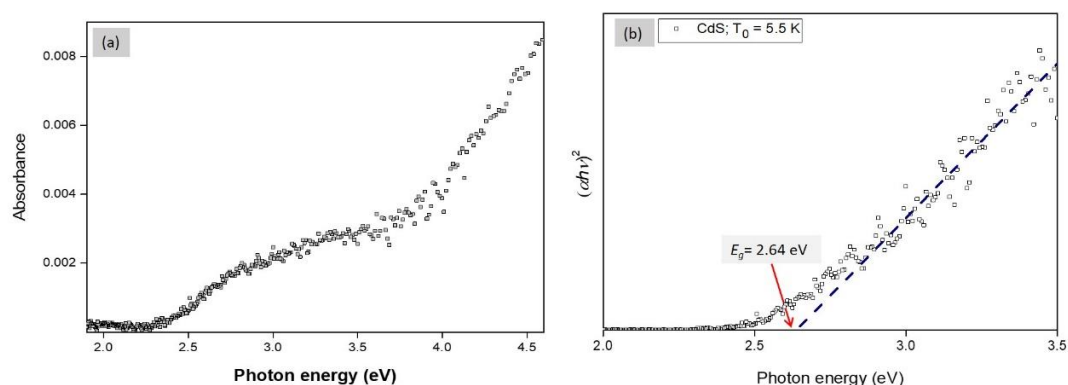 (a)
0.008
0.006
0.004
0.002
Absorbance
2.0 2.5 3.0 3.5 4.0 4.5
Photon energy (eV)
(b)
CdS; T0 = 5.5 K
(αhν)²
Eg= 2.64 eV
2.0 2.5 3.0 3.5
Photon energy (eV)